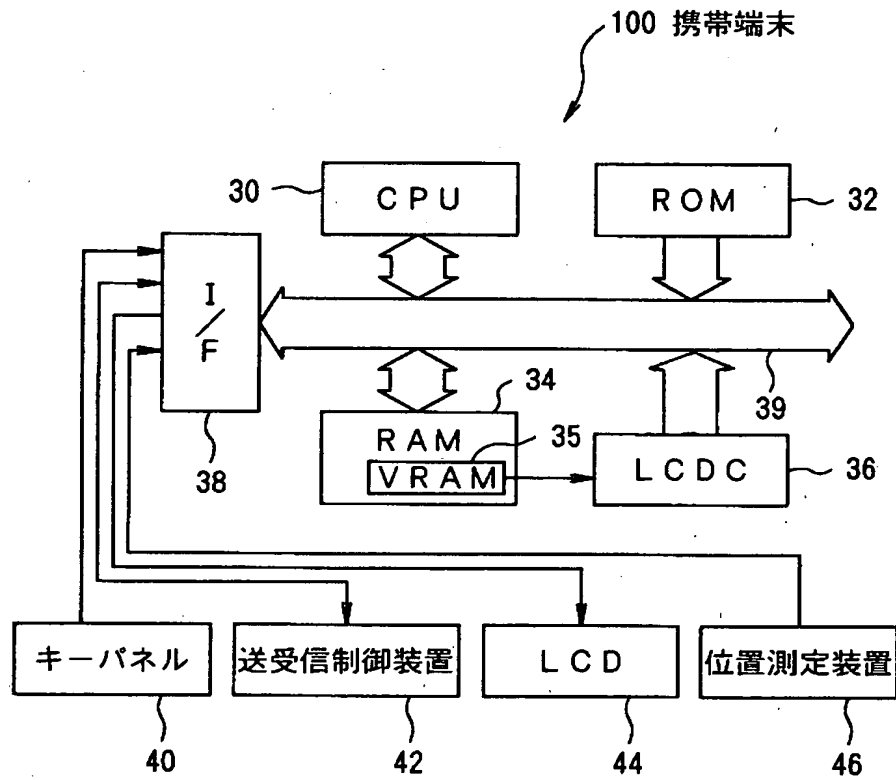 100 携帯端末
30
CPU
ROM
32
I/F
34
39
RAM
35
VRAM
LCDC
36
38
キーパネル
送受信制御装置
LCD
位置測定装置
40
42
44
46